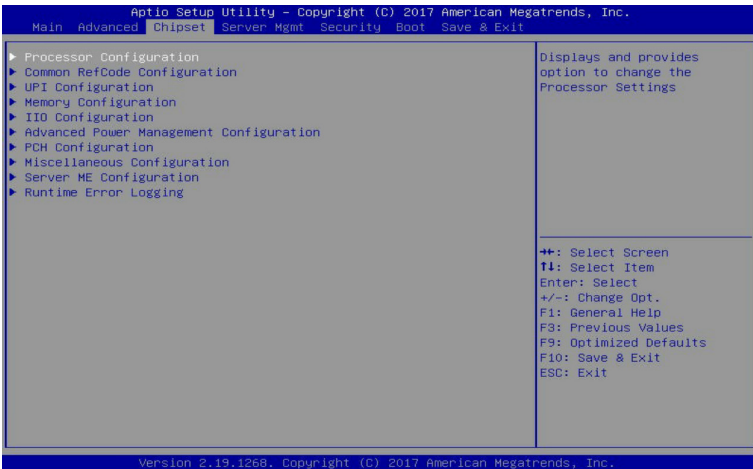 Aptio Setup Utility – Copyright (C) 2017 American Megatrends, Inc.
Main Advanced Chipset Server Mgmt Security Boot Save & Exit
▶ Processor Configuration
▶ Common RefCode Configuration
▶ UPI Configuration
▶ Memory Configuration
▶ IIO Configuration
▶ Advanced Power Management Configuration
▶ PCH Configuration
▶ Miscellaneous Configuration
▶ Server ME Configuration
▶ Runtime Error Logging
Displays and provides
option to change the
Processor Settings
→←: Select Screen
↑↓: Select Item
Enter: Select
+/-: Change Opt.
F1: General Help
F3: Previous Values
F9: Optimized Defaults
F10: Save & Exit
ESC: Exit
Version 2.19.1268. Copyright (C) 2017 American Megatrends, Inc.